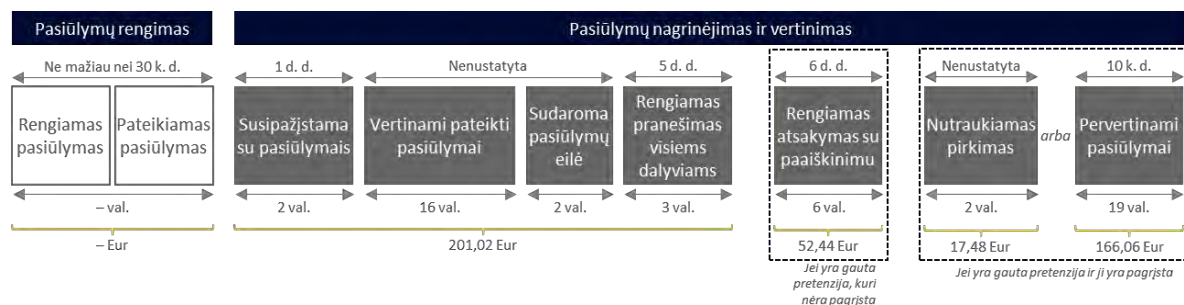 Pasiūlymų rengimas
Pasiūlymų nagrinėjimas ir vertinimas
Ne mažiau nei 30 k. d.
1 d. d.
Nenustatyta
5 d. d.
6 d. d.
Nenustatyta
10 k. d.
Rengiamas
pasiūlymas
Pateikiamas
pasiūlymas
Susipažįstama
su pasiūlymais
Vertinami pateikti
pasiūlymai
Sudaroma
pasiūlymų
eilė
Rengiamas
pranešimas
visiems
dalyviams
Rengiamas
atsakymas su
paaiškinimu
Nutraukiamas
pirkimas
arba
Pervertinami
pasiūlymai
– val.
2 val.
16 val.
2 val.
3 val.
6 val.
2 val.
19 val.
– Eur
201,02 Eur
52,44 Eur
17,48 Eur
166,06 Eur
Jei yra gauta
pretenzija, kuri
nėra pagrįsta
Jei yra gauta pretenzija ir ji yra pagrįsta